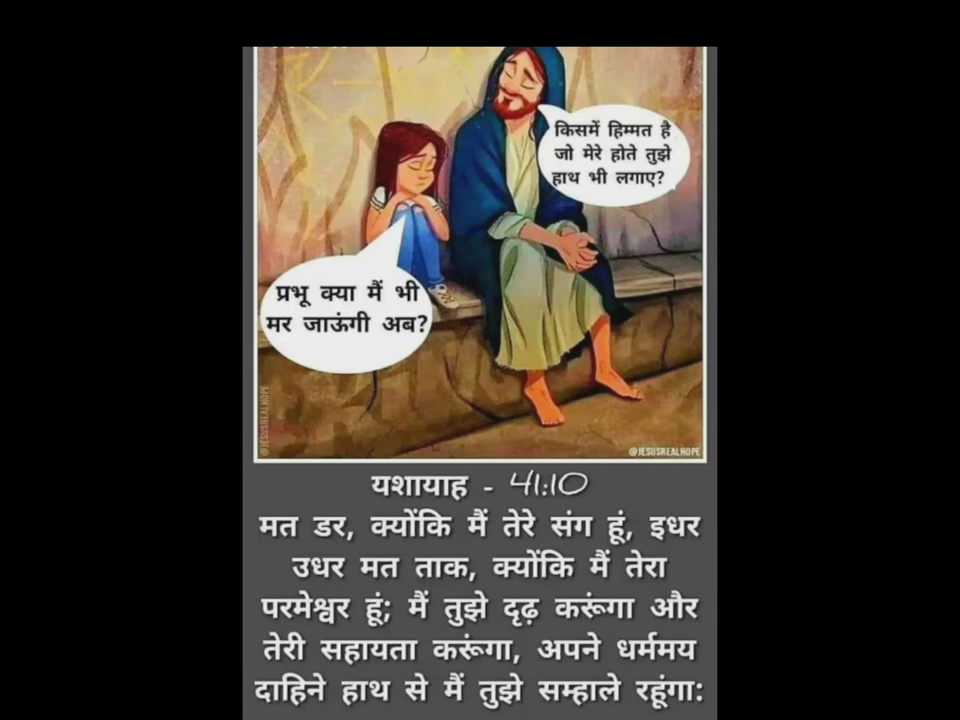 किसमें हिम्मत है
जो मेरे होते तुझे
हाथ भी लगाए?
प्रभू क्या मैं भी
मर जाऊंगी अब?
@JESUSREALHOPE
@JESUSREALHOPE
यशायाह - 41:10
मत डर, क्योंकि मैं तेरे संग हूं, इधर
उधर मत ताक, क्योंकि मैं तेरा
परमेश्वर हूं; मैं तुझे दृढ़ करूंगा और
तेरी सहायता करूंगा, अपने धर्ममय
दाहिने हाथ से मैं तुझे सम्हाले रहूंगा: